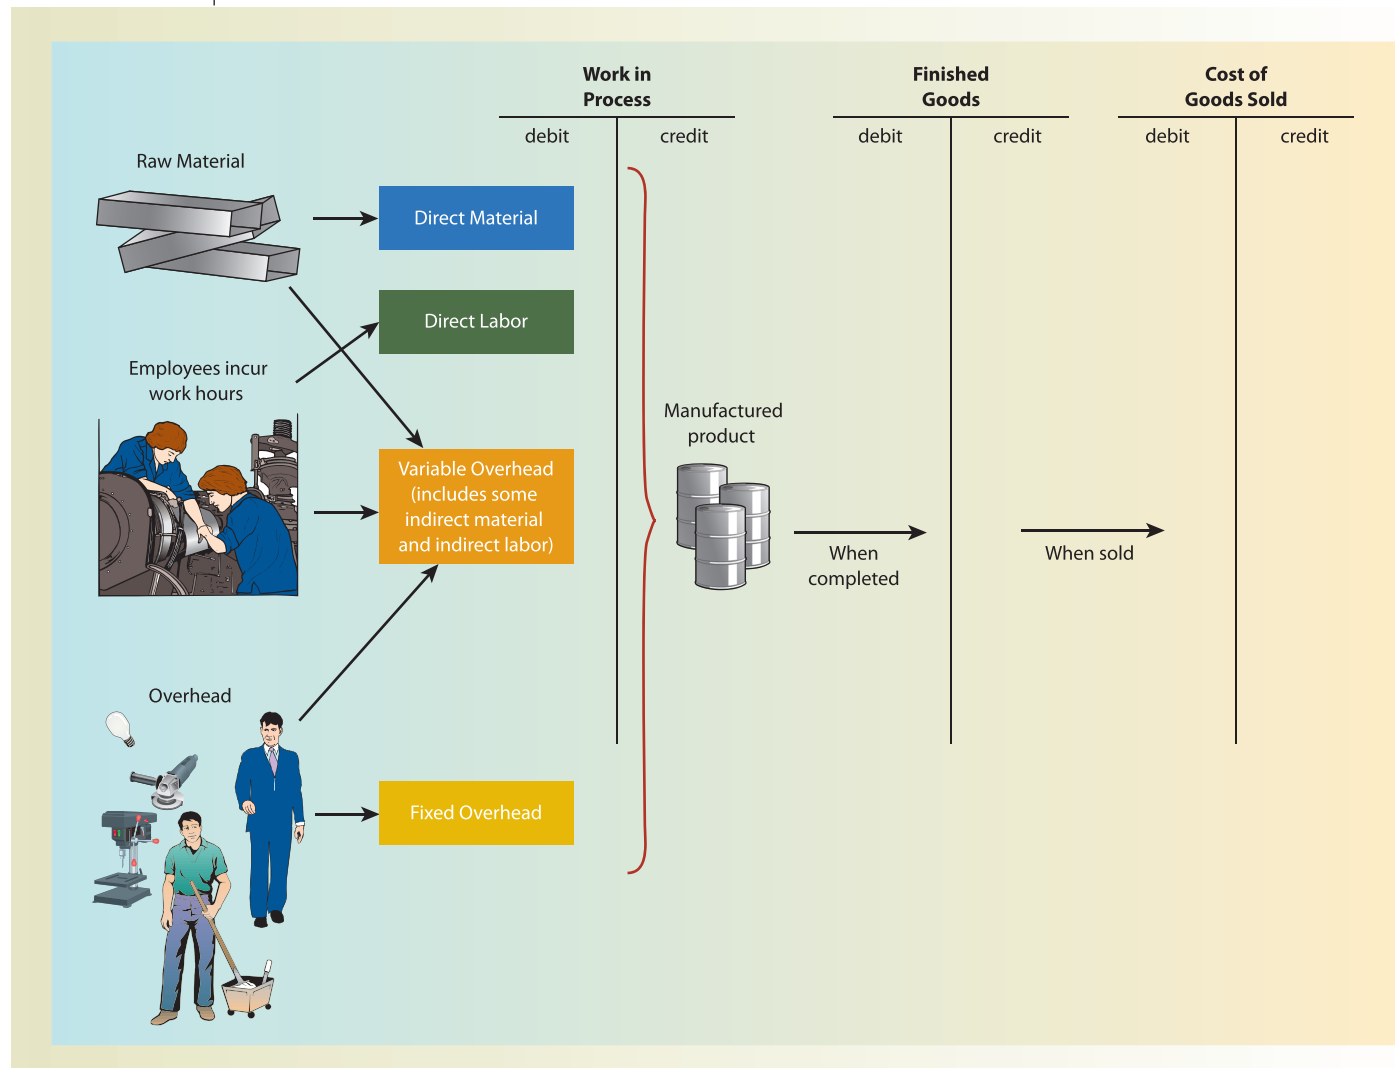 Work in
Process
debit
credit
Finished
Goods
debit
credit
Cost of
Goods Sold
debit
credit
Raw Material
Direct Material
Direct Labor
Employees incur
work hours
Variable Overhead
(includes some
indirect material
and indirect labor)
Manufactured
product
When
completed
When sold
Overhead
Fixed Overhead